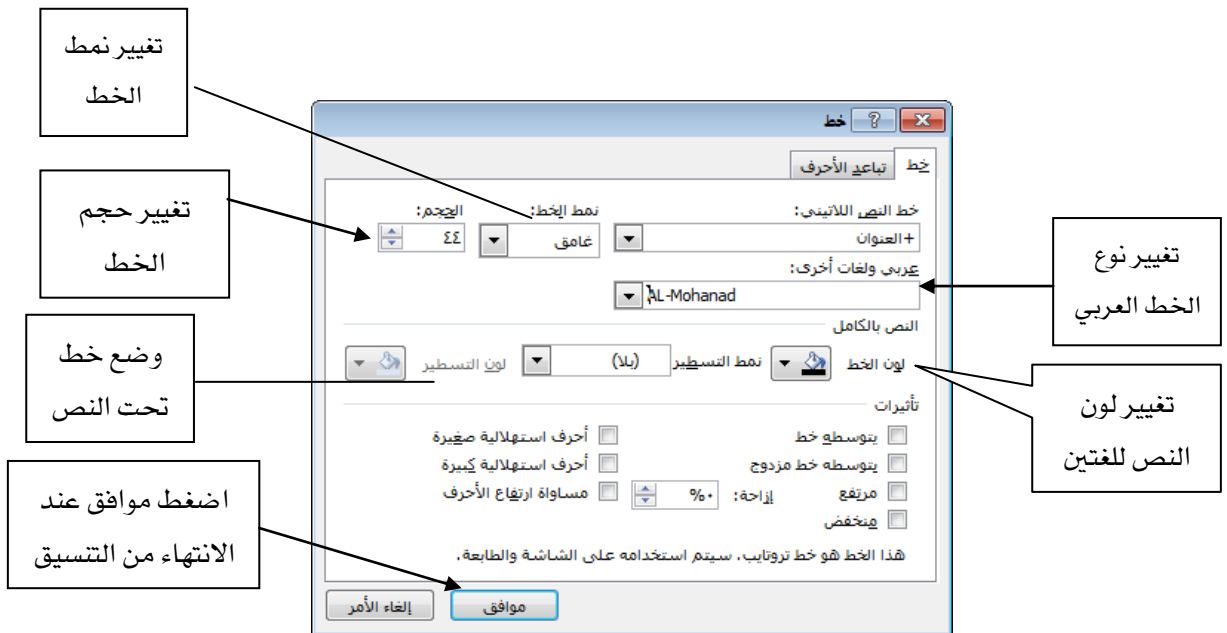 تغيير نمط
الخط
خط
خط
تباعد الأحرف
خط النص اللاتيني:
نمط الخط:
الحجم:
+العنوان
غامق
٤٤
عربي ولغات أخرى:
AL-Mohanad
النص بالكامل
لون الخط
نمط التسطير
(بلا)
لون التسطير
تأثيرات
يتوسطه خط
أحرف استهلالية صغيرة
يتوسطه خط مزدوج
أحرف استهلالية كبيرة
مرتفع
إزاحة:
٠%
مساواة ارتفاع الأحرف
منخفض
هذا الخط هو خط تروتايب. سيتم استخدامه على الشاشة والطابعة.
موافق
إلغاء الأمر
تغيير حجم
الخط
تغيير نوع
الخط العربي
وضع خط
تحت النص
تغيير لون
النص للغتين
اضغط موافق عند
الانتهاء من التنسيق